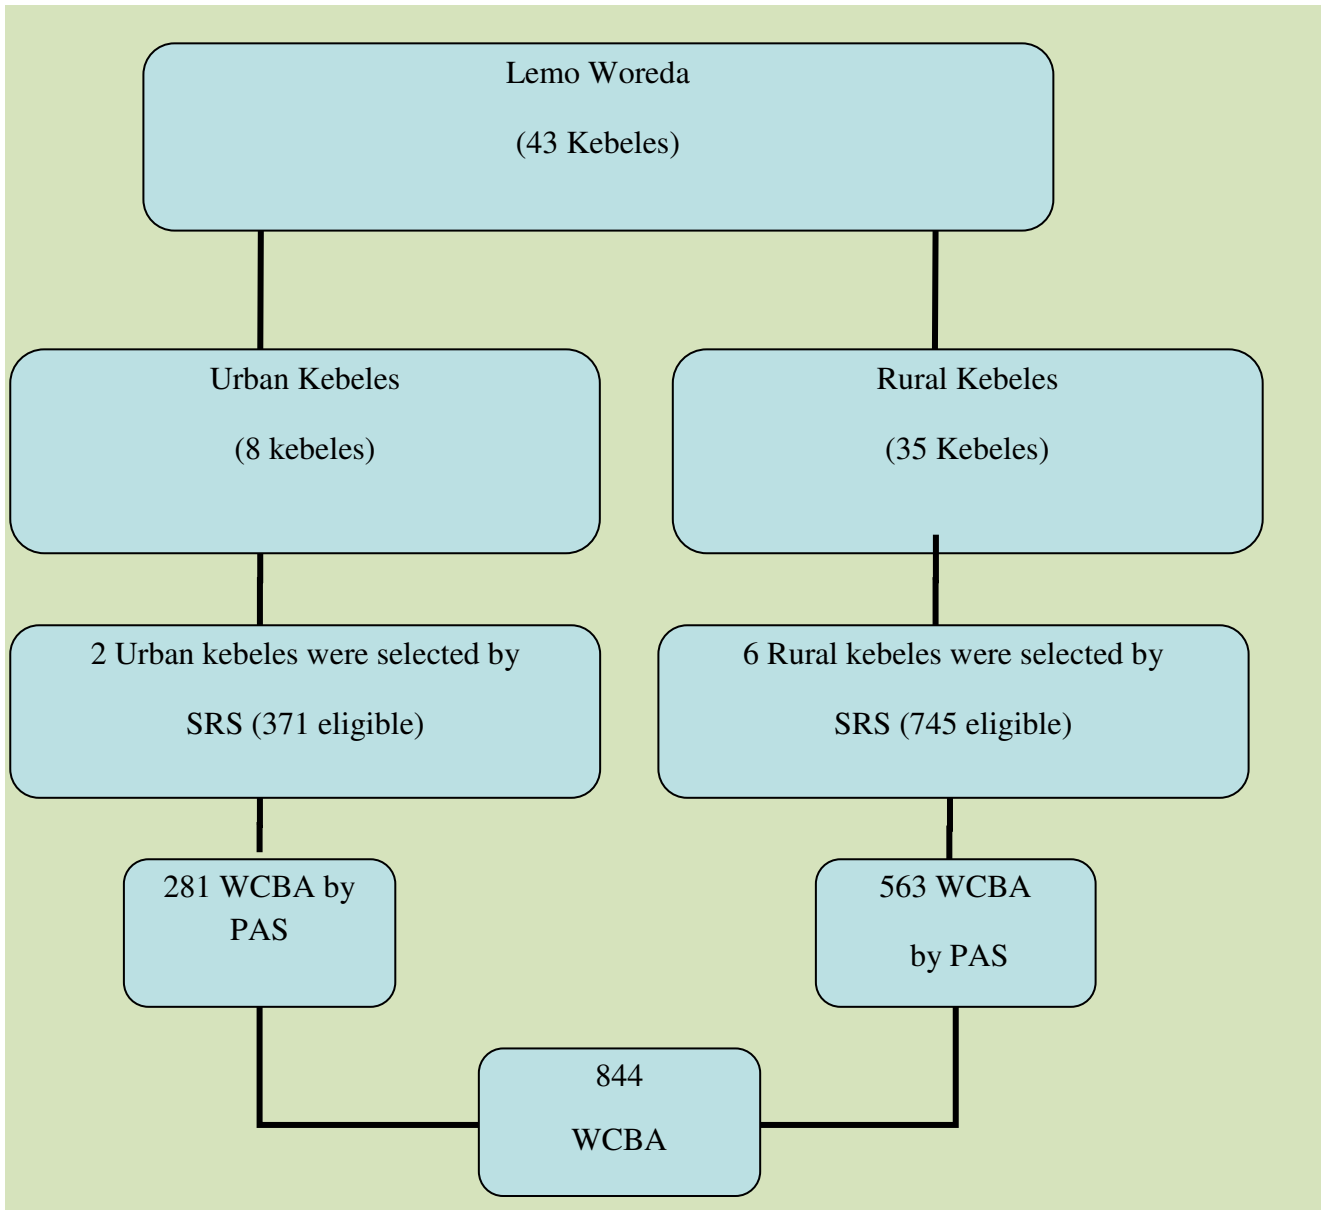 Lemo Woreda
(43 Kebeles)
Urban Kebeles
(8 kebeles)
Rural Kebeles
(35 Kebeles)
2 Urban kebeles were selected by
SRS (371 eligible)
6 Rural kebeles were selected by
SRS (745 eligible)
281 WCBA by
PAS
563 WCBA
by PAS
844
WCBA